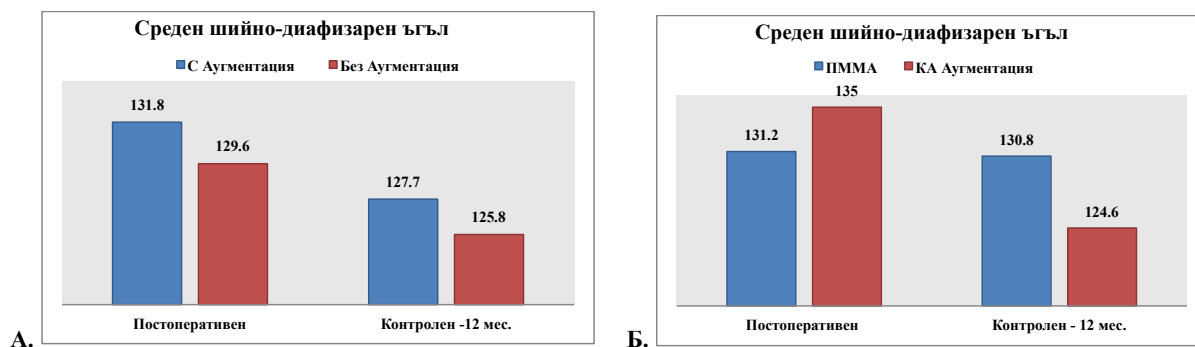 Среден шийно-диафизарен ъгъл
С Аугментация Без Аугментация
131.8
129.6
127.7
125.8
Постоперативен Контролен -12 мес.
А.
Среден шийно-диафизарен ъгъл
ПММА КА Аугментация
131.2
135
130.8
124.6
Постоперативен Контролен - 12 мес.
Б.